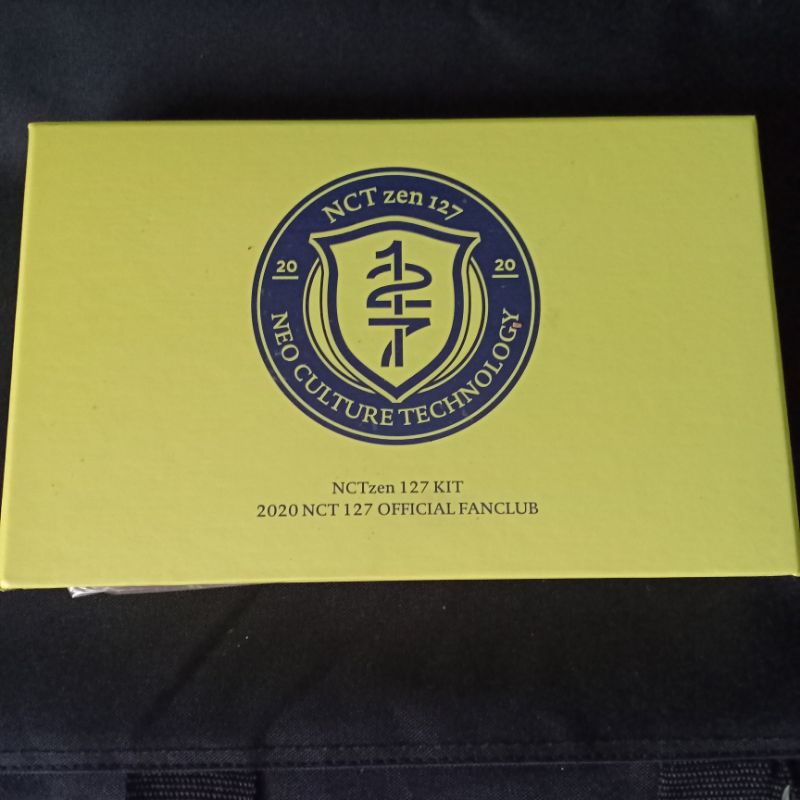 NCT zen 127
20 20
127
NEO CULTURE TECHNOLOGY
NCTzen 127 KIT
2020 NCT 127 OFFICIAL FANCLUB